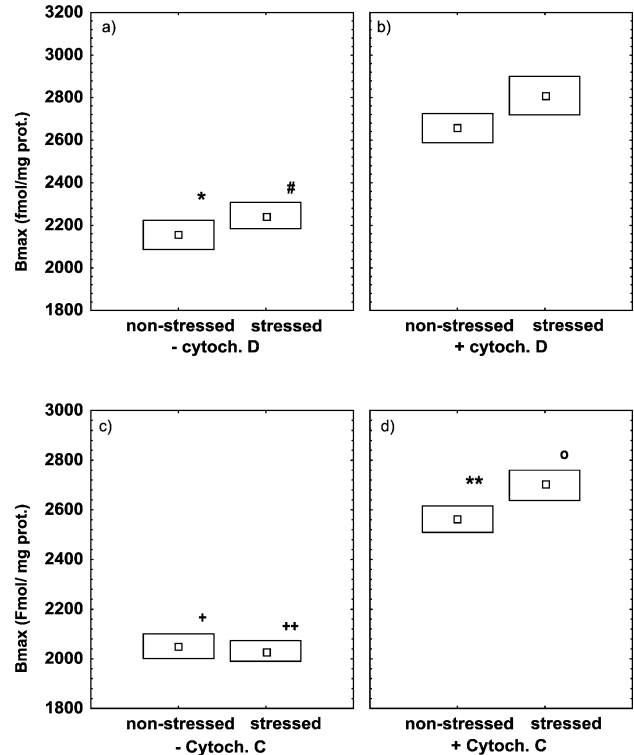 a)
b)
Bmax (fmol/mg prot.)
3200
3000
2800
2600
2400
2200
2000
1800
*
#
non-stressed stressed
- cytoch. D
non-stressed stressed
+ cytoch. D
c)
d)
Bmax (Fmol/ mg prot.)
3000
2800
2600
2400
2200
2000
1800
+
++
**
o
non-stressed stressed
- Cytoch. C
non-stressed stressed
+ Cytoch. C